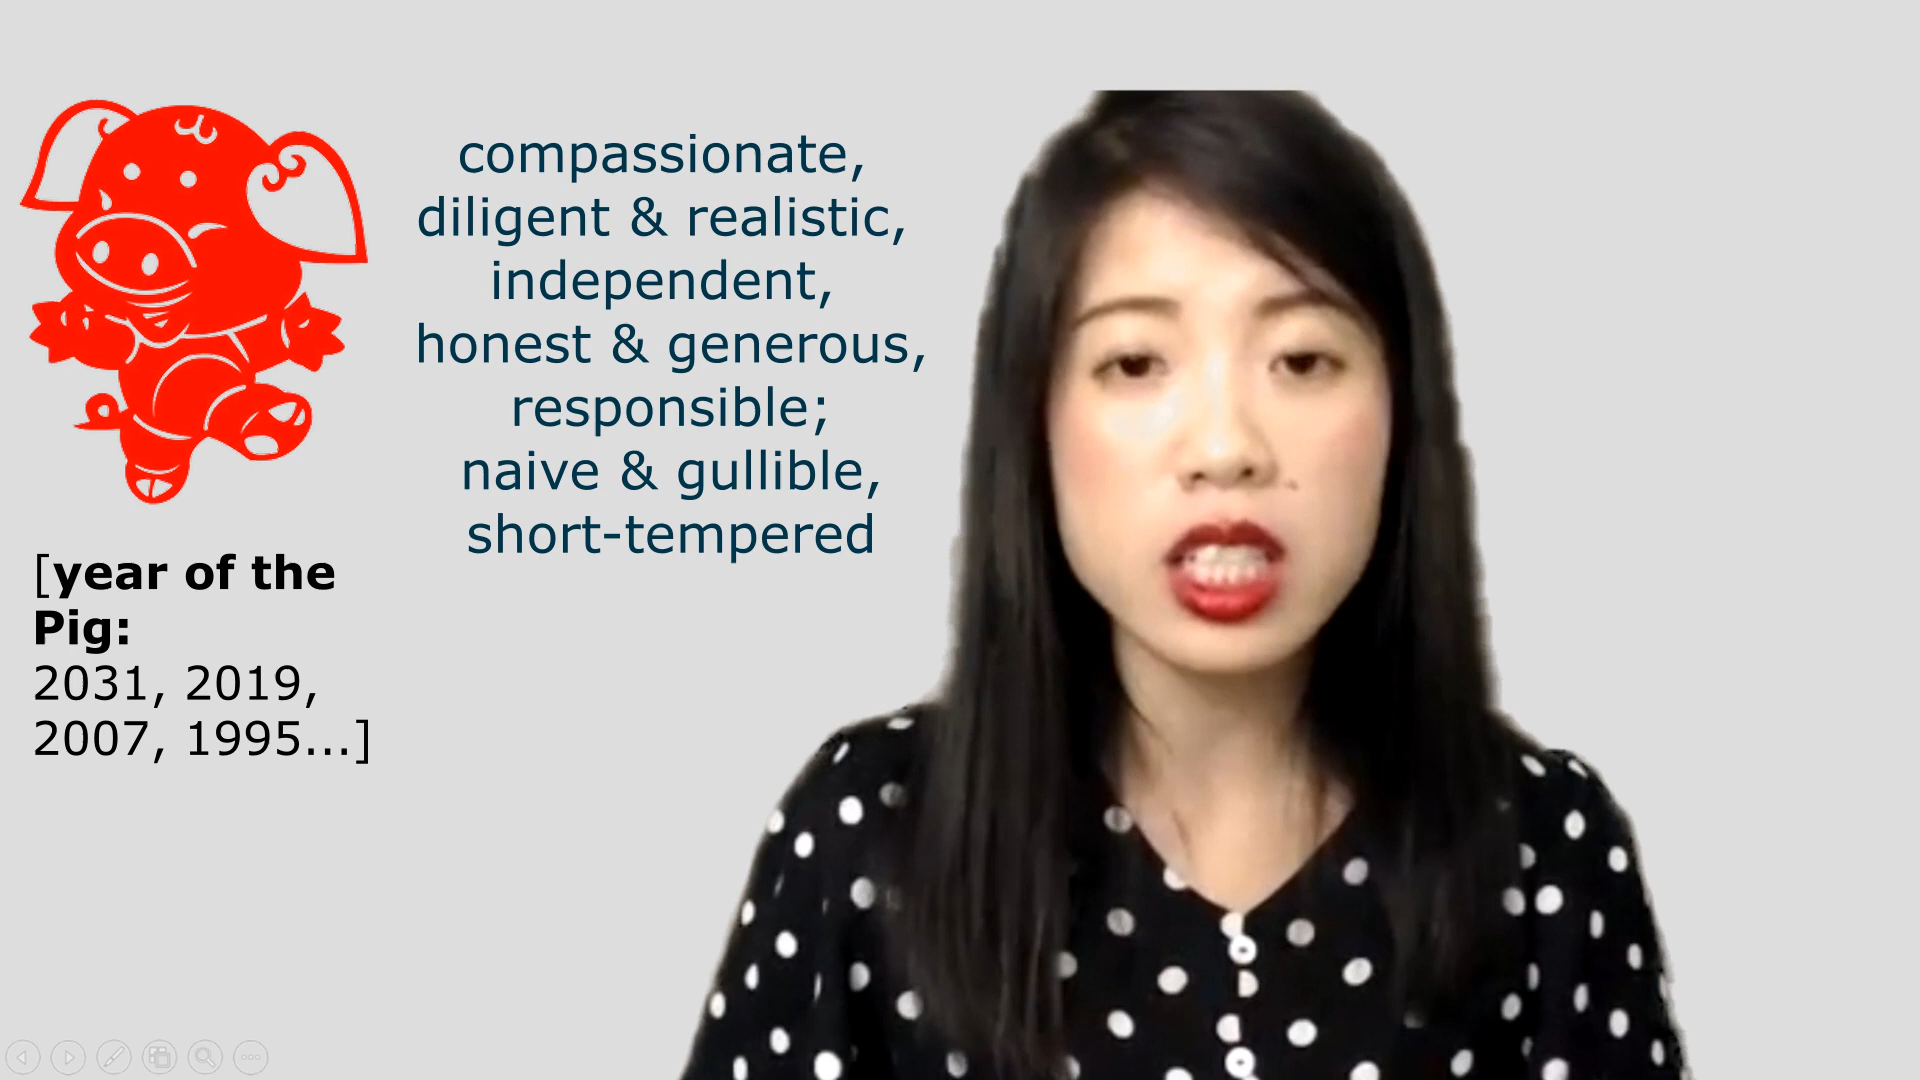 compassionate,
diligent & realistic,
independent,
honest & generous,
responsible;
naive & gullible,
short-tempered
[year of the
Pig:
2031, 2019,
2007, 1995...]